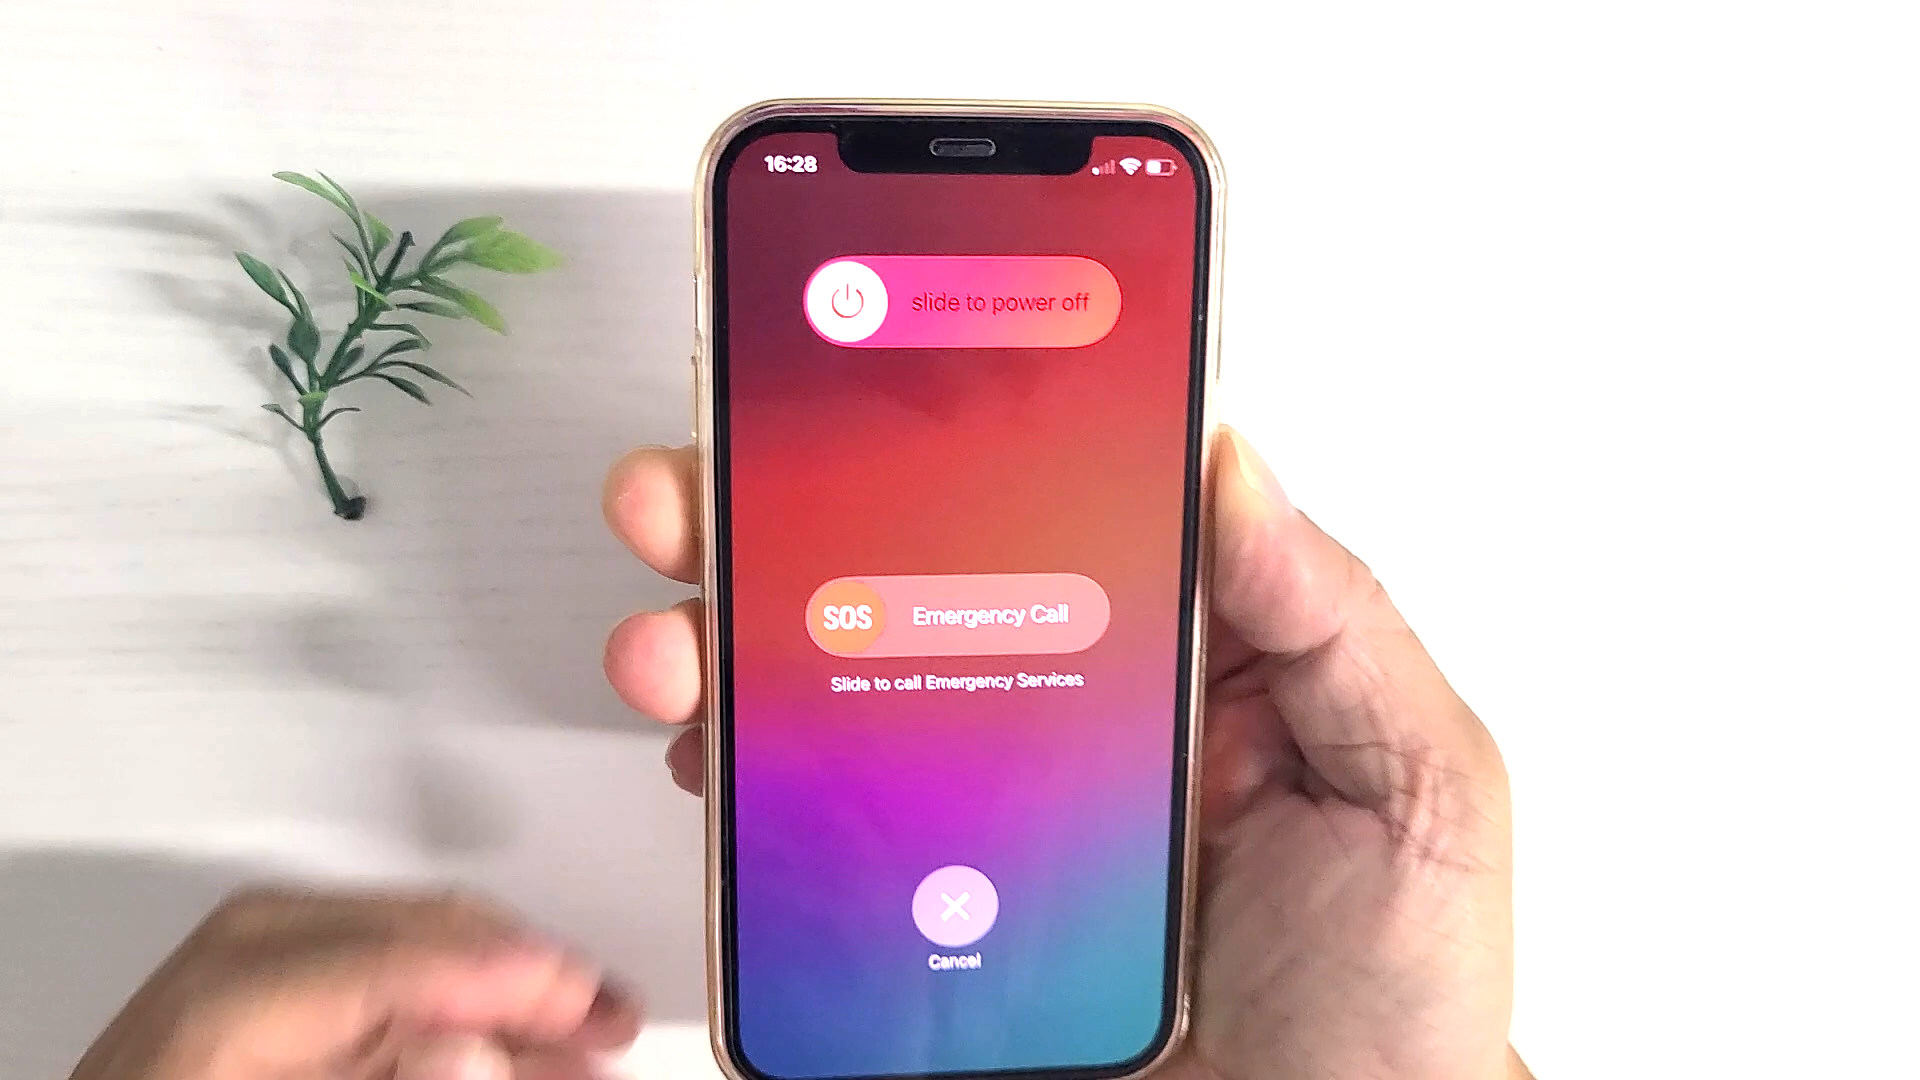 16:28
slide to power off
SOS Emergency Call
Slide to call Emergency Services
Cancel